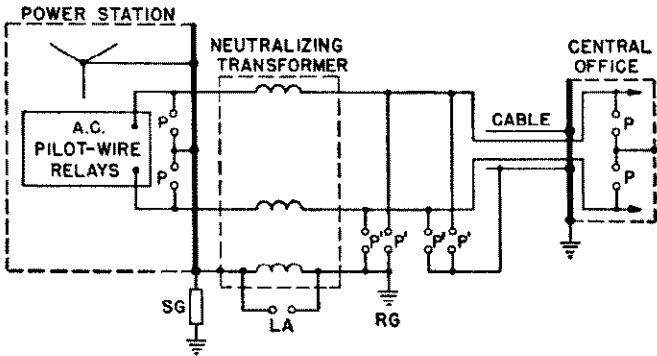 POWER STATION
NEUTRALIZING
TRANSFORMER
CENTRAL
OFFICE
A.C.
PILOT-WIRE
RELAYS
P
P
CABLE
P
P
P'
P'
P'
P'
SG
LA
RG